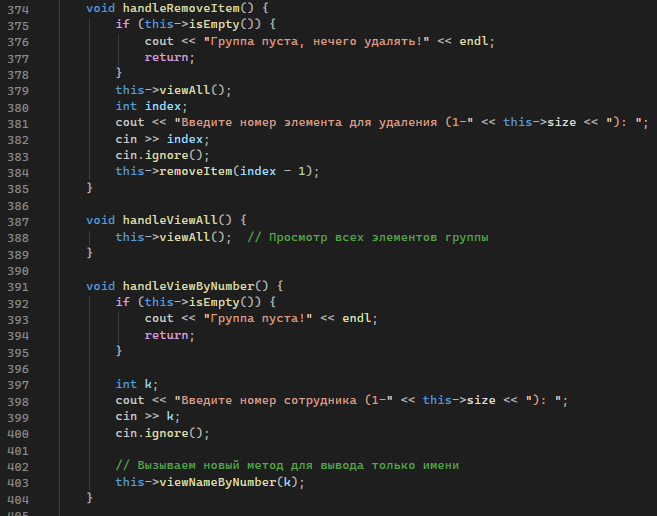 374 void handleRemoveItem() {
375 if (this->isEmpty()) {
376 cout << "Группа пуста, нечего удалять!" << endl;
377 return;
378 }
379 this->viewAll();
380 int index;
381 cout << "Введите номер элемента для удаления (1-" << this->size << "): ";
382 cin >> index;
383 cin.ignore();
384 this->removeItem(index - 1);
385 }
386
387 void handleViewAll() {
388 this->viewAll();  // Просмотр всех элементов группы
389 }
390
391 void handleViewByNumber() {
392 if (this->isEmpty()) {
393 cout << "Группа пуста!" << endl;
394 return;
395 }
396
397 int k;
398 cout << "Введите номер сотрудника (1-" << this->size << "): ";
399 cin >> k;
400 cin.ignore();
401
402 // Вызываем новый метод для вывода только имени
403 this->viewNameByNumber(k);
404 }
405